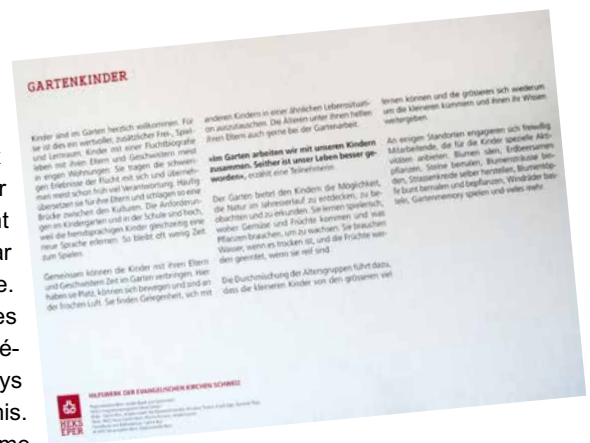 GARTENKINDER
Kinder sind im Garten herzlich willkommen. Für
sie ist dies ein wertvoller, zusätzlicher Frei-, Spiel-
und Lernraum. Kinder mit einer Fluchtbiografie
leben mit ihren Eltern und Geschwistern meist
in engen Wohnungen. Sie tragen die schwieri-
gen Erlebnisse der Flucht mit sich und überneh-
men meist schon früh viel Verantwortung. Häufig
übersetzen sie für ihre Eltern und schlagen so eine
Brücke zwischen den Kulturen. Die Anforderun-
gen im Kindergarten und in der Schule sind hoch,
weil die fremdsprachigen Kinder gleichzeitig eine
neue Sprache erlernen. So bleibt oft wenig Zeit
zum Spielen.
Gemeinsam können die Kinder mit ihren Eltern
und Geschwistern Zeit im Garten verbringen. Hier
haben sie Platz, können sich bewegen und sind an
der frischen Luft. Sie finden Gelegenheit, sich mit
anderen Kindern in einer ähnlichen Lebenssituati-
on auszutauschen. Die Älteren unter ihnen helfen
ihren Eltern auch gerne bei der Gartenarbeit.
«Im Garten arbeiten wir mit unseren Kindern
zusammen. Seither ist unser Leben besser ge-
worden», erzählt eine Teilnehmerin.
Der Garten bietet den Kindern die Möglichkeit,
die Natur im Jahresverlauf zu entdecken, zu be-
obachten und zu erkunden. Sie lernen spielerisch,
woher Gemüse und Früchte kommen und was
Pflanzen brauchen, um zu wachsen. Sie brauchen
Wasser, wenn es trocken ist, und die Früchte wer-
den geerntet, wenn sie reif sind.
Die Durchmischung der Altersgruppen führt dazu,
dass die kleineren Kinder von den grösseren viel
lernen können und die grösseren sich wiederum
um die kleineren kümmern und ihnen ihr Wissen
weitergeben.
An einigen Standorten engagieren sich freiwillig
Mitarbeitende, die für die Kinder spezielle Akti-
vitäten anbieten. Blumen säen, Erdbeersamen
pflanzen, Steine bemalen, Blumensträusse bin-
den, Strassenkreide selber herstellen, Blumentöp-
fe bunt bemalen und bepflanzen, Windräder bas-
teln, Gartenmemory spielen und vieles mehr.
HILFSWERK DER EVANGELISCHEN KIRCHEN SCHWEIZ
HEKS
EPER
r
nt
ar
e.
es
é-
ys
nis.